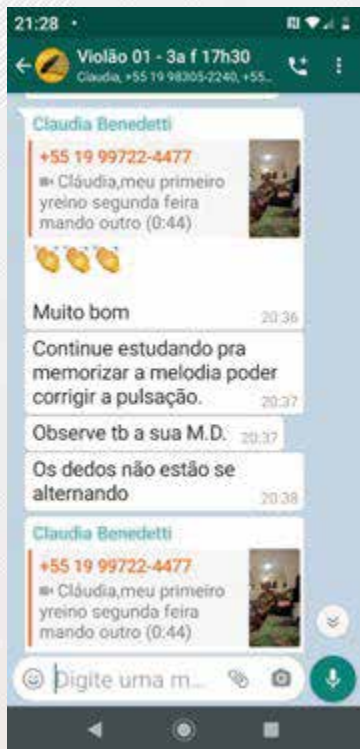 21:28
Violão 01 - 3a f 17h30
Claudia, +55 19 98305-2240, +55...
Claudia Benedetti
+55 19 99722-4477
Cláudia,meu primeiro
yreino segunda feira
mando outro (0:44)
Muito bom
20:36
Continue estudando pra
memorizar a melodia poder
corrigir a pulsação.
20:37
Observe tb a sua M.D. 20:37
Os dedos não estão se
alternando
20:38
Claudia Benedetti
+55 19 99722-4477
Cláudia,meu primeiro
yreino segunda feira
mando outro (0:44)
Digite uma m...